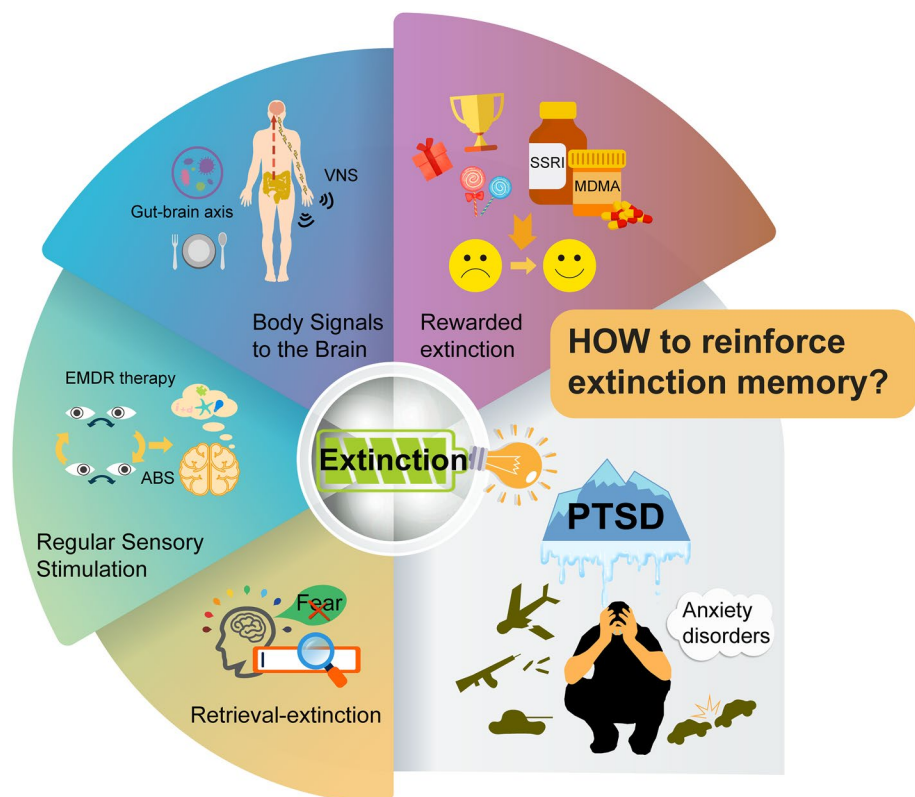 SSRI
MDMA
VNS
Gut-brain axis
Body Signals
to the Brain
Rewarded
extinction
HOW to reinforce
extinction memory?
EMDR therapy
ABS
Extinction
Regular Sensory
Stimulation
PTSD
Fear
Anxiety
disorders
Retrieval-extinction